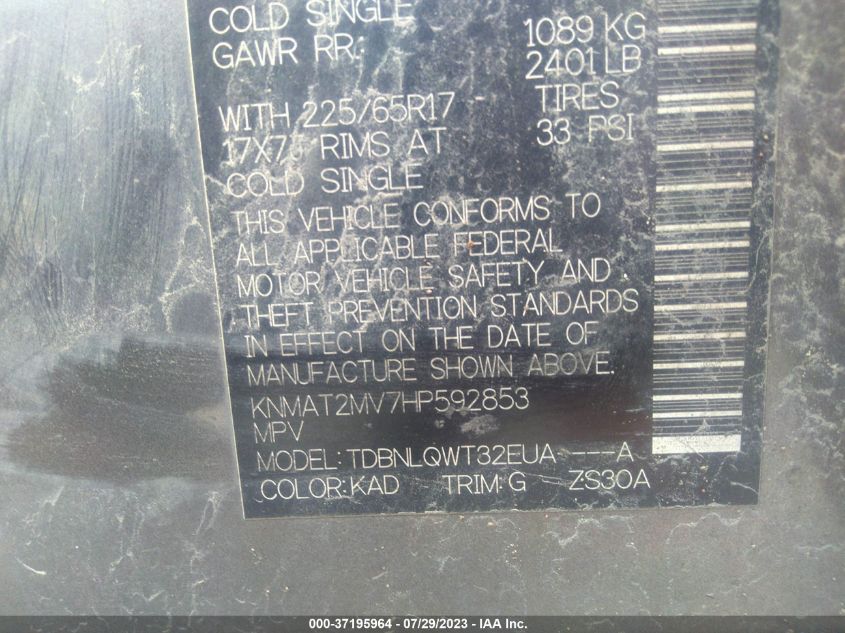 COLD SINGLE
GAWR RR: 1089 KG
2401 LB
WITH 225/65R17 TIRES
17X7J RIMS AT 33 PSI
COLD SINGLE
THIS VEHICLE CONFORMS TO
ALL APPLICABLE FEDERAL
MOTOR VEHICLE SAFETY AND
THEFT PREVENTION STANDARDS
IN EFFECT ON THE DATE OF
MANUFACTURE SHOWN ABOVE.
KNMAT2MV7HP592853
MPV
MODEL: TDBNLQWT32EUA ---A
COLOR: KAD TRIM: G ZS30A
000-37195964 - 07/29/2023 - IAA Inc.